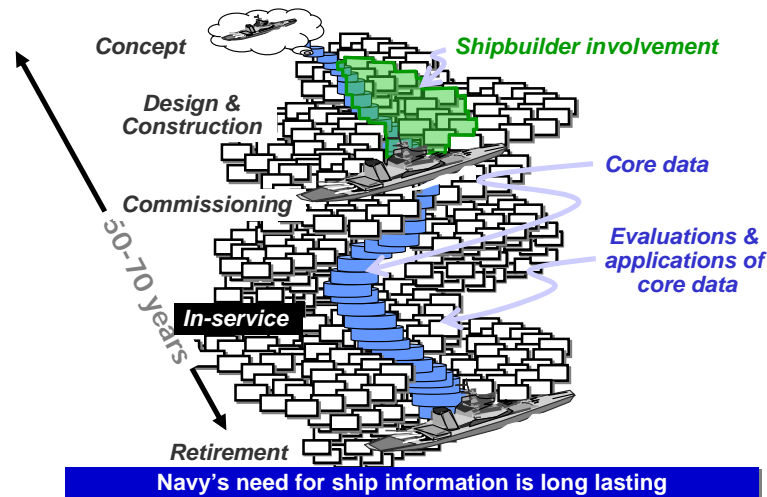 Concept
Shipbuilder involvement
Design &
Construction
Core data
Commissioning
50-70 years
Evaluations &
applications of
core data
In-service
Retirement
Navy's need for ship information is long lasting